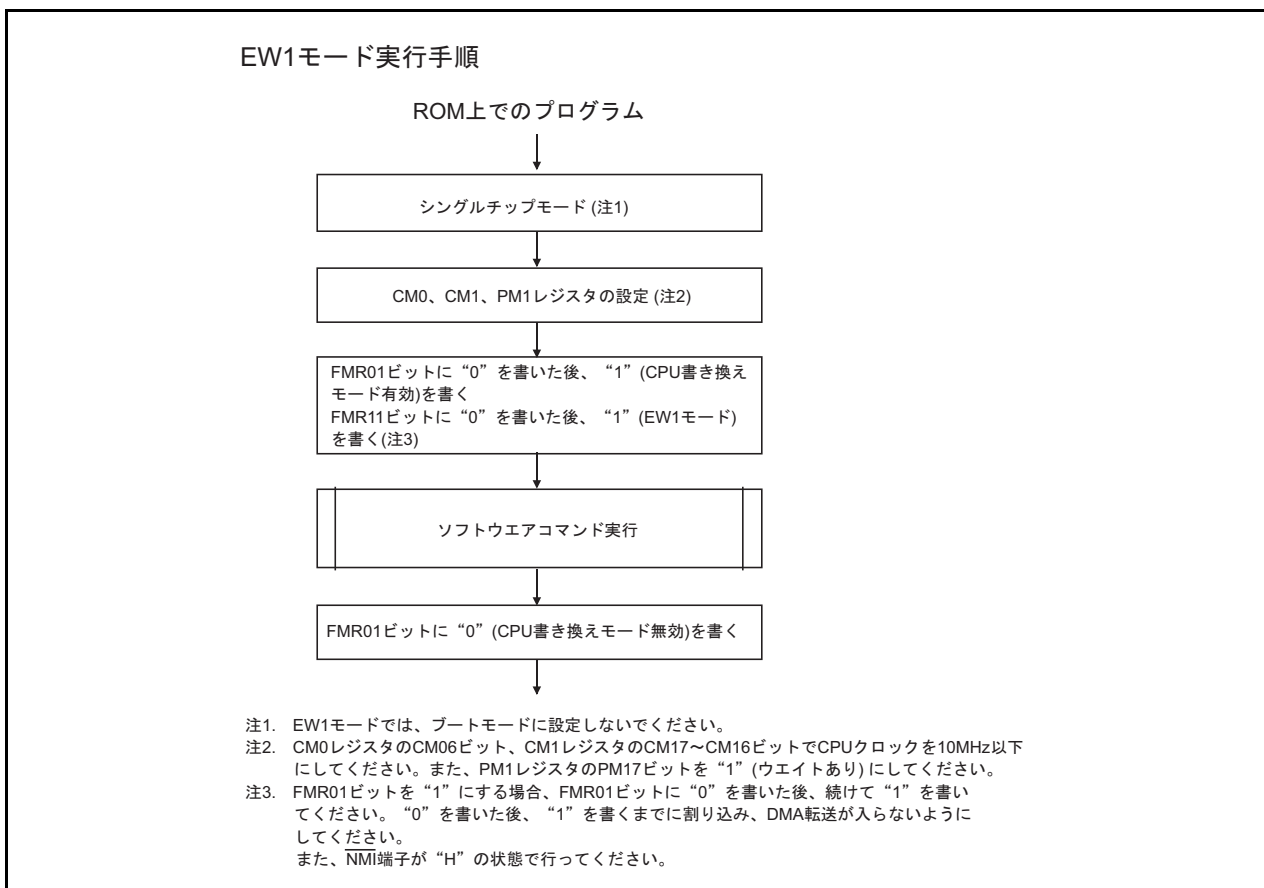 EW1モード実行手順
ROM上でのプログラム
シングルチップモード (注1)
CM0、CM1、PM1レジスタの設定 (注2)
FMR01ビットに“0”を書いた後、“1”(CPU書き換え
モード有効)を書く
FMR11ビットに“0”を書いた後、“1”(EW1モード)
を書く(注3)
ソフトウエアコマンド実行
FMR01ビットに“0”(CPU書き換えモード無効)を書く
注1. EW1モードでは、ブートモードに設定しないでください。
注2. CM0レジスタのCM06ビット、CM1レジスタのCM17～CM16ビットでCPUクロックを10MHz以下
にしてください。また、PM1レジスタのPM17ビットを“1”(ウエイトあり) にしてください。
注3. FMR01ビットを“1”にする場合、FMR01ビットに“0”を書いた後、続けて“1”を書い
てください。“0”を書いた後、“1”を書くまでに割り込み、DMA転送が入らないように
してください。
また、NMI端子が“H”の状態で行ってください。